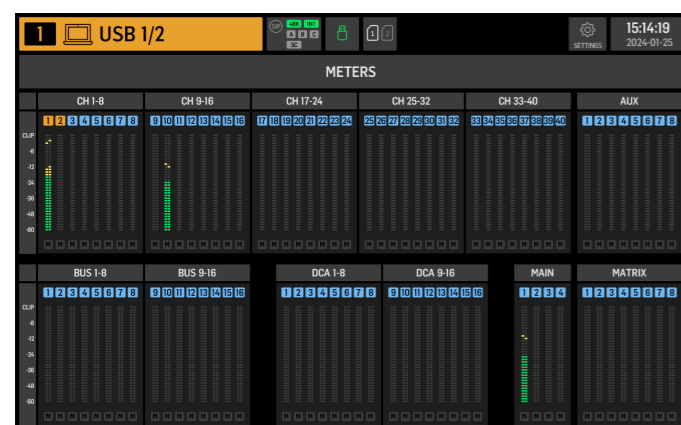 1 USB 1/2
SIP 48K INT
A B C
SC
1 2
SETTINGS
15:14:19
2024-01-25
METERS
CH 1-8 CH 9-16 CH 17-24 CH 25-32 CH 33-40 AUX
1 2 3 4 5 6 7 8 9 10 11 12 13 14 15 16 17 18 19 20 21 22 23 24 25 26 27 28 29 30 31 32 33 34 35 36 37 38 39 40 1 2 3 4 5 6 7 8
CLIP
-6
-12
-24
-36
-48
-60
M M M M M M M M M M M M M M M M M M M M M M M M M M M M M M M M M M M M M M M M M M M M M M M M
BUS 1-8 BUS 9-16 DCA 1-8 DCA 9-16 MAIN MATRIX
1 2 3 4 5 6 7 8 9 10 11 12 13 14 15 16 1 2 3 4 5 6 7 8 9 10 11 12 13 14 15 16 1 2 3 4 1 2 3 4 5 6 7 8
CLIP
-6
-12
-24
-36
-48
-60
M M M M M M M M M M M M M M M M M M M M M M M M M M M M M M M M M M M M M M M M M M M M